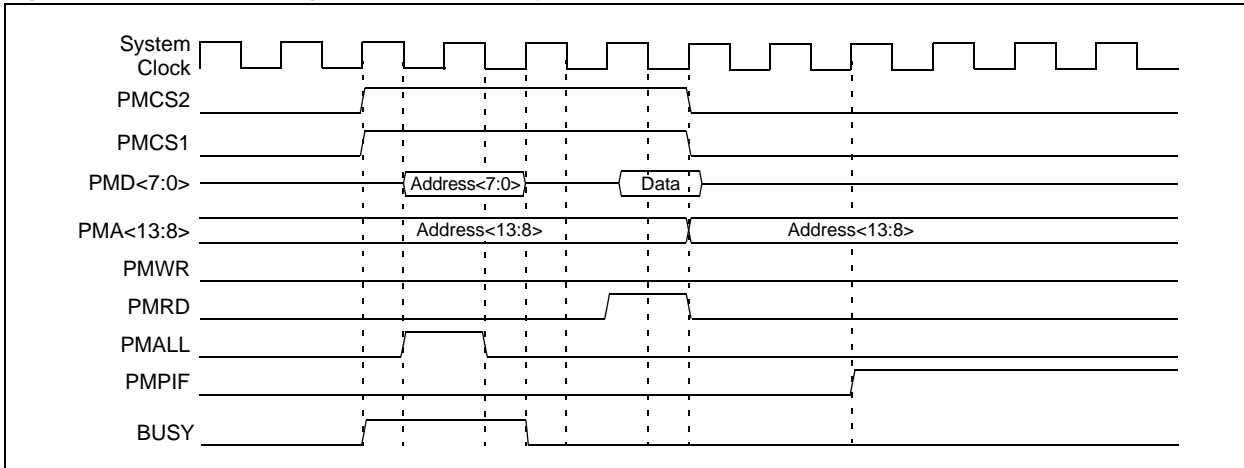 System
Clock
PMCS2
PMCS1
PMD<7:0>
Address<7:0>
Data
PMA<13:8>
Address<13:8>
Address<13:8>
PMWR
PMRD
PMALL
PMPIF
BUSY